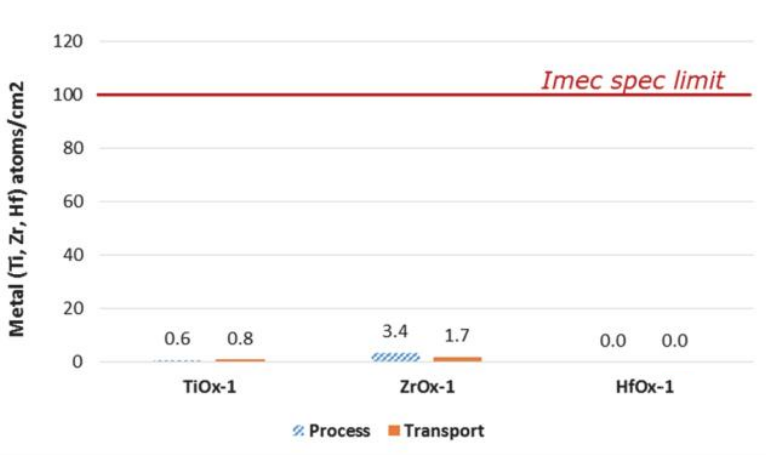 Metal (Ti, Zr, Hf) atoms/cm2
120
Imec spec limit
100
80
60
40
20
0
0.6 0.8 3.4 1.7 0.0 0.0
TiOx-1 ZrOx-1 HfOx-1
Process Transport